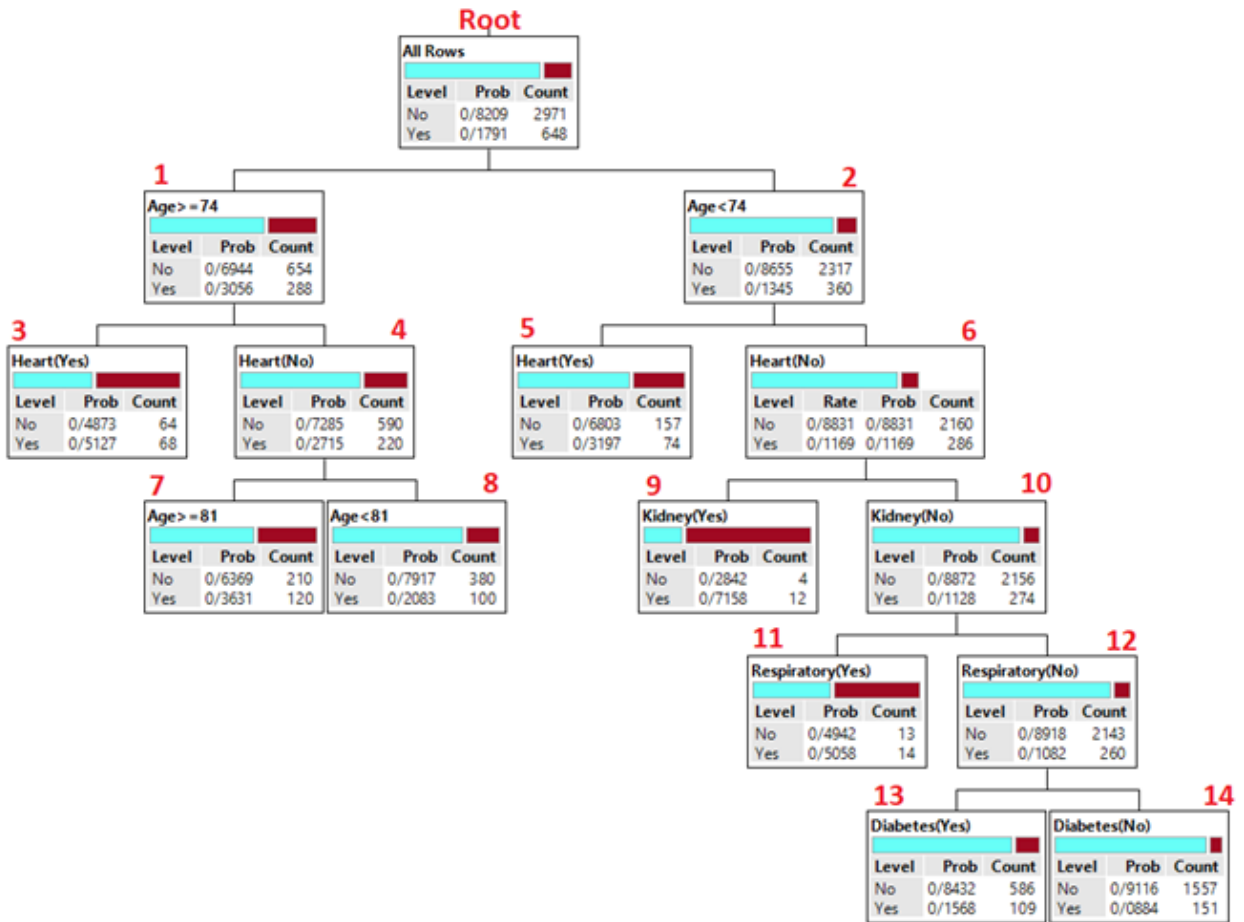 Root
All Rows
Level Prob Count
No 0/8209 2971
Yes 0/1791 648
1
Age>=74
Level Prob Count
No 0/6944 654
Yes 0/3056 288
2
Age<74
Level Prob Count
No 0/8655 2317
Yes 0/1345 360
3
Heart(Yes)
Level Prob Count
No 0/4873 64
Yes 0/5127 68
4
Heart(No)
Level Prob Count
No 0/7285 590
Yes 0/2715 220
5
Heart(Yes)
Level Prob Count
No 0/6803 157
Yes 0/3197 74
6
Heart(No)
Level Rate Prob Count
No 0/8831 0/8831 2160
Yes 0/1169 0/1169 286
7
Age>=81
Level Prob Count
No 0/6369 210
Yes 0/3631 120
8
Age<81
Level Prob Count
No 0/7917 380
Yes 0/2083 100
9
Kidney(Yes)
Level Prob Count
No 0/2842 4
Yes 0/7158 12
10
Kidney(No)
Level Prob Count
No 0/8872 2156
Yes 0/1128 274
11
Respiratory(Yes)
Level Prob Count
No 0/4942 13
Yes 0/5058 14
12
Respiratory(No)
Level Prob Count
No 0/8918 2143
Yes 0/1082 260
13
Diabetes(Yes)
Level Prob Count
No 0/8432 586
Yes 0/1568 109
14
Diabetes(No)
Level Prob Count
No 0/9116 1557
Yes 0/0884 151